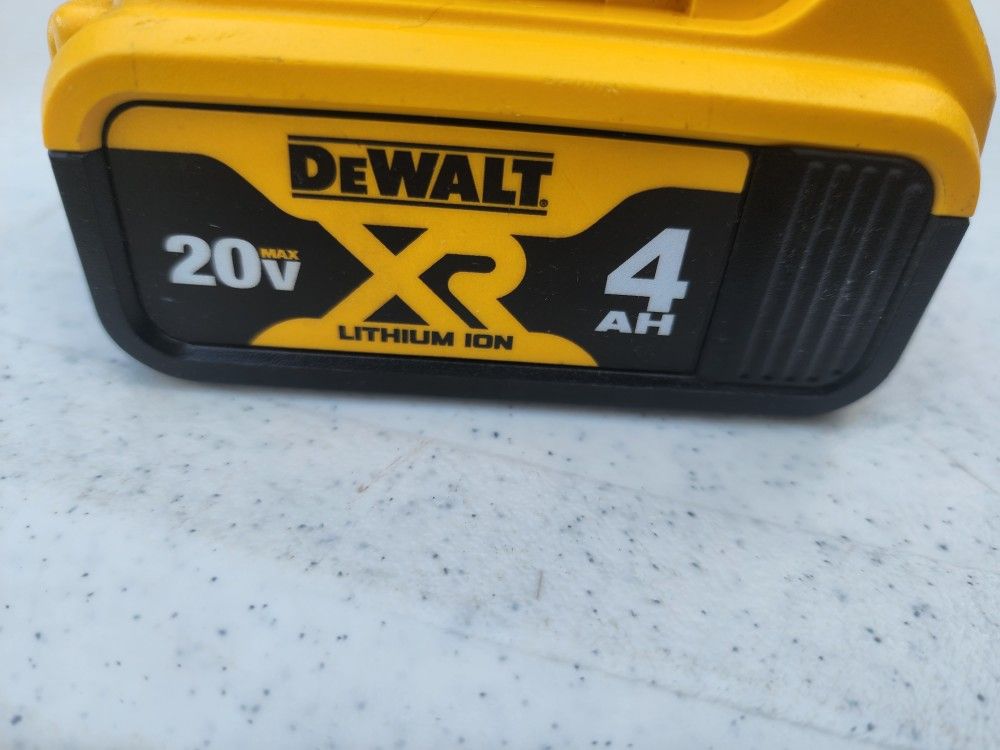 DEWALT
20V MAX
XR
4
AH
LITHIUM ION